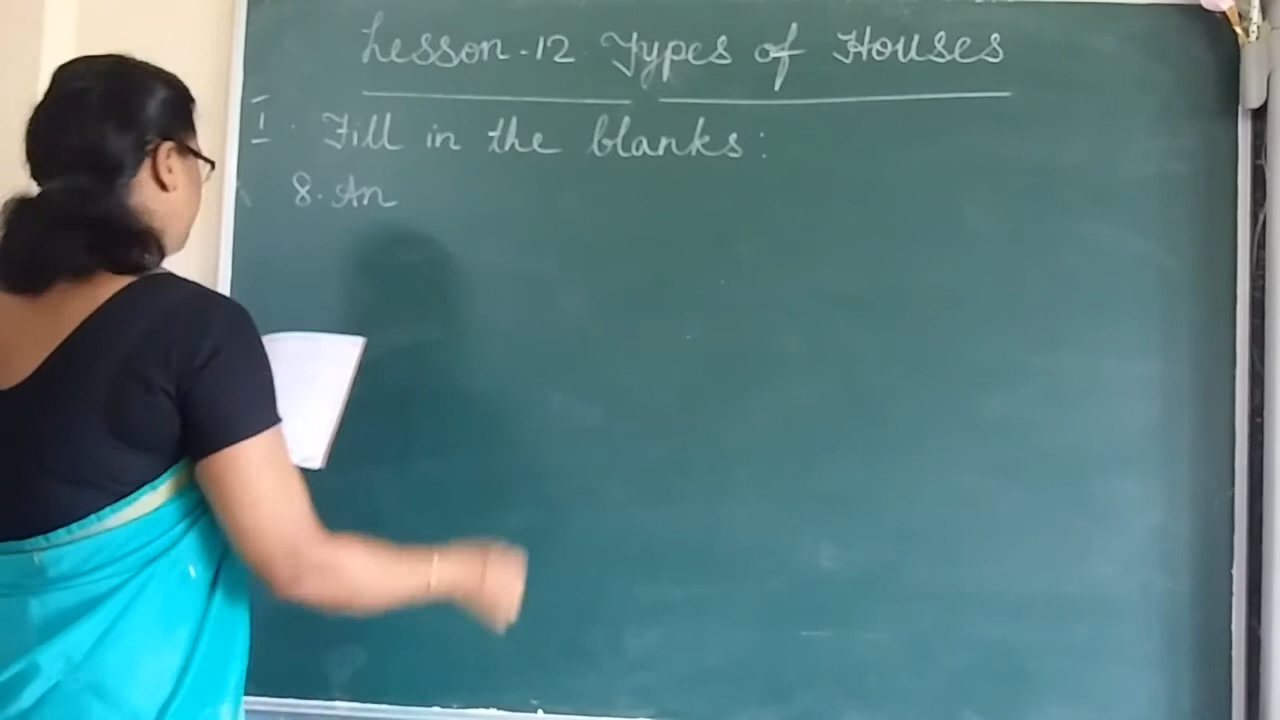 Lesson-12 Types of Houses
I. Fill in the blanks:
8. An